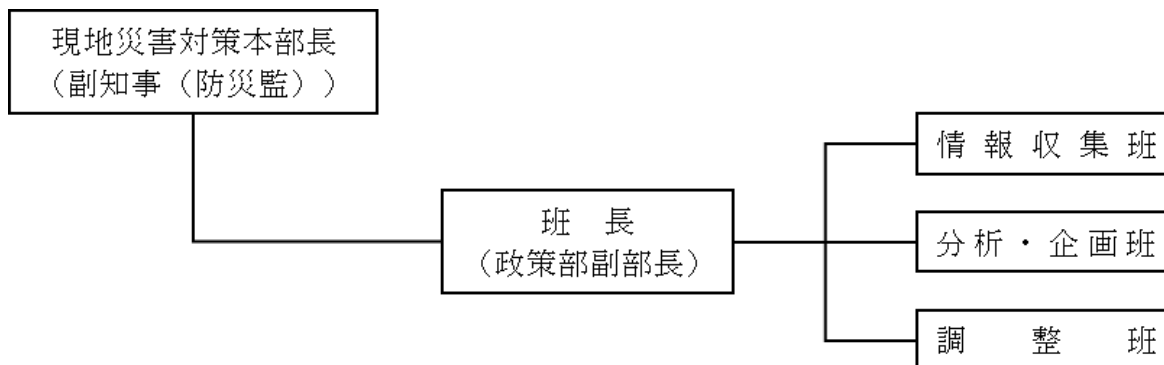 現地災害対策本部長
(副知事(防災監))
班 長
(政策部副部長)
情報収集班
分析・企画班
調整班